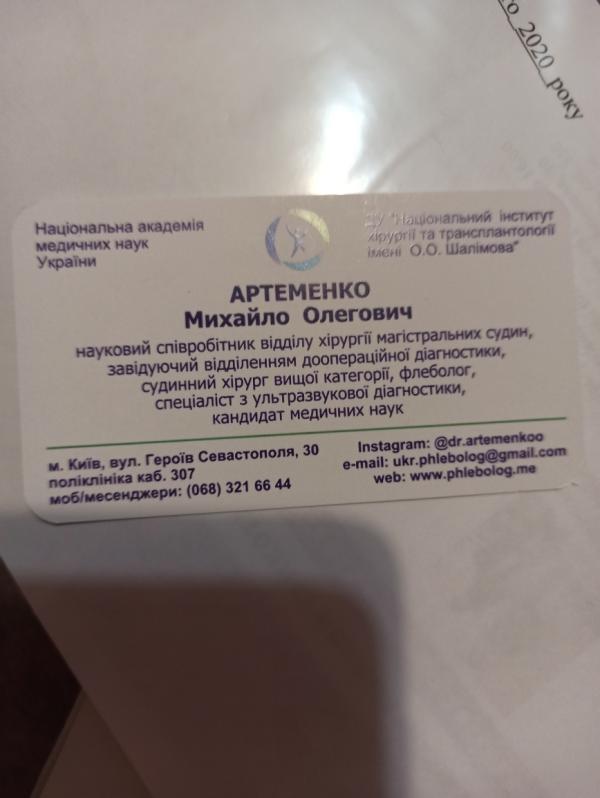 го 2020 року
Національна академія
медичних наук
України
ДУ "Національний інститут
хірургії та трансплантології
імені О.О. Шалімова"
АРТЕМЕНКО
Михайло Олегович
науковий співробітник відділу хірургії магістральних судин,
завідуючий відділенням доопераційної діагностики,
судинний хірург вищої категорії, флеболог,
спеціаліст з ультразвукової діагностики,
кандидат медичних наук
м. Київ, вул. Героїв Севастополя, 30
поліклініка каб. 307
моб/месенджери: (068) 321 66 44
Instagram: @dr.artemenkoo
e-mail: ukr.phlebolog@gmail.com
web: www.phlebolog.me